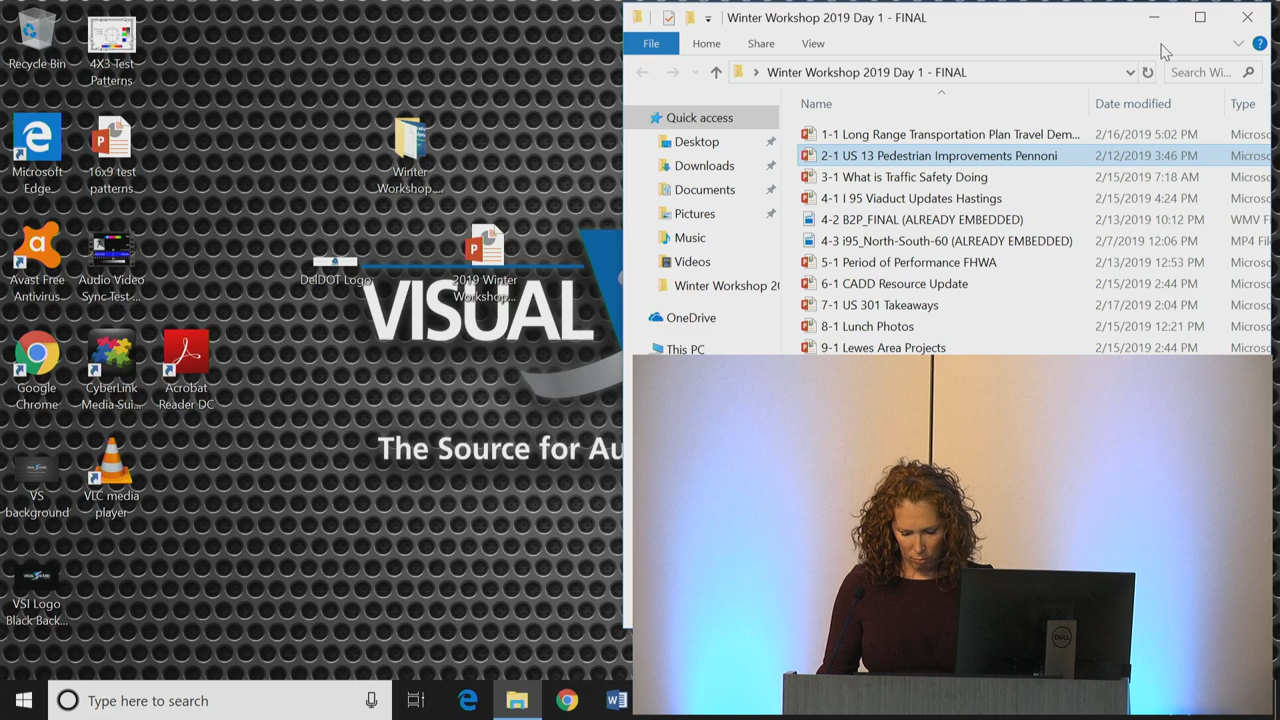 Recycle Bin
4X3 Test
Patterns
Microsoft
Edge
16x9 test
patterns
Winter
Workshop...
Avast Free
Antivirus
Audio Video
Sync Test...
DelDOT Logo
2019 Winter
Workshop...
VISUAL
The Source for Au
Google
Chrome
CyberLink
Media Sui...
Acrobat
Reader DC
VS
background
VLC media
player
VSI Logo
Black Back...
Winter Workshop 2019 Day 1 - FINAL
File Home Share View
Winter Workshop 2019 Day 1 - FINAL
Search Wi...
Quick access
Desktop
Downloads
Documents
Pictures
Music
Videos
Winter Workshop 20
OneDrive
This PC
Name Date modified Type
1-1 Long Range Transportation Plan Travel Dem... 2/16/2019 5:02 PM Microso
2-1 US 13 Pedestrian Improvements Pennoni 2/12/2019 3:46 PM Microso
3-1 What is Traffic Safety Doing 2/15/2019 7:18 AM Microso
4-1 I 95 Viaduct Updates Hastings 2/15/2019 4:24 PM Microso
4-2 B2P_FINAL (ALREADY EMBEDDED) 2/13/2019 10:12 PM WMV F
4-3 i95_North-South-60 (ALREADY EMBEDDED) 2/7/2019 12:06 PM MP4 Fil
5-1 Period of Performance FHWA 2/13/2019 12:53 PM Microso
6-1 CADD Resource Update 2/15/2019 2:44 PM Microso
7-1 US 301 Takeaways 2/17/2019 2:04 PM Microso
8-1 Lunch Photos 2/15/2019 12:21 PM Microso
9-1 Lewes Area Projects 2/15/2019 2:44 PM Microso
DELL
Type here to search